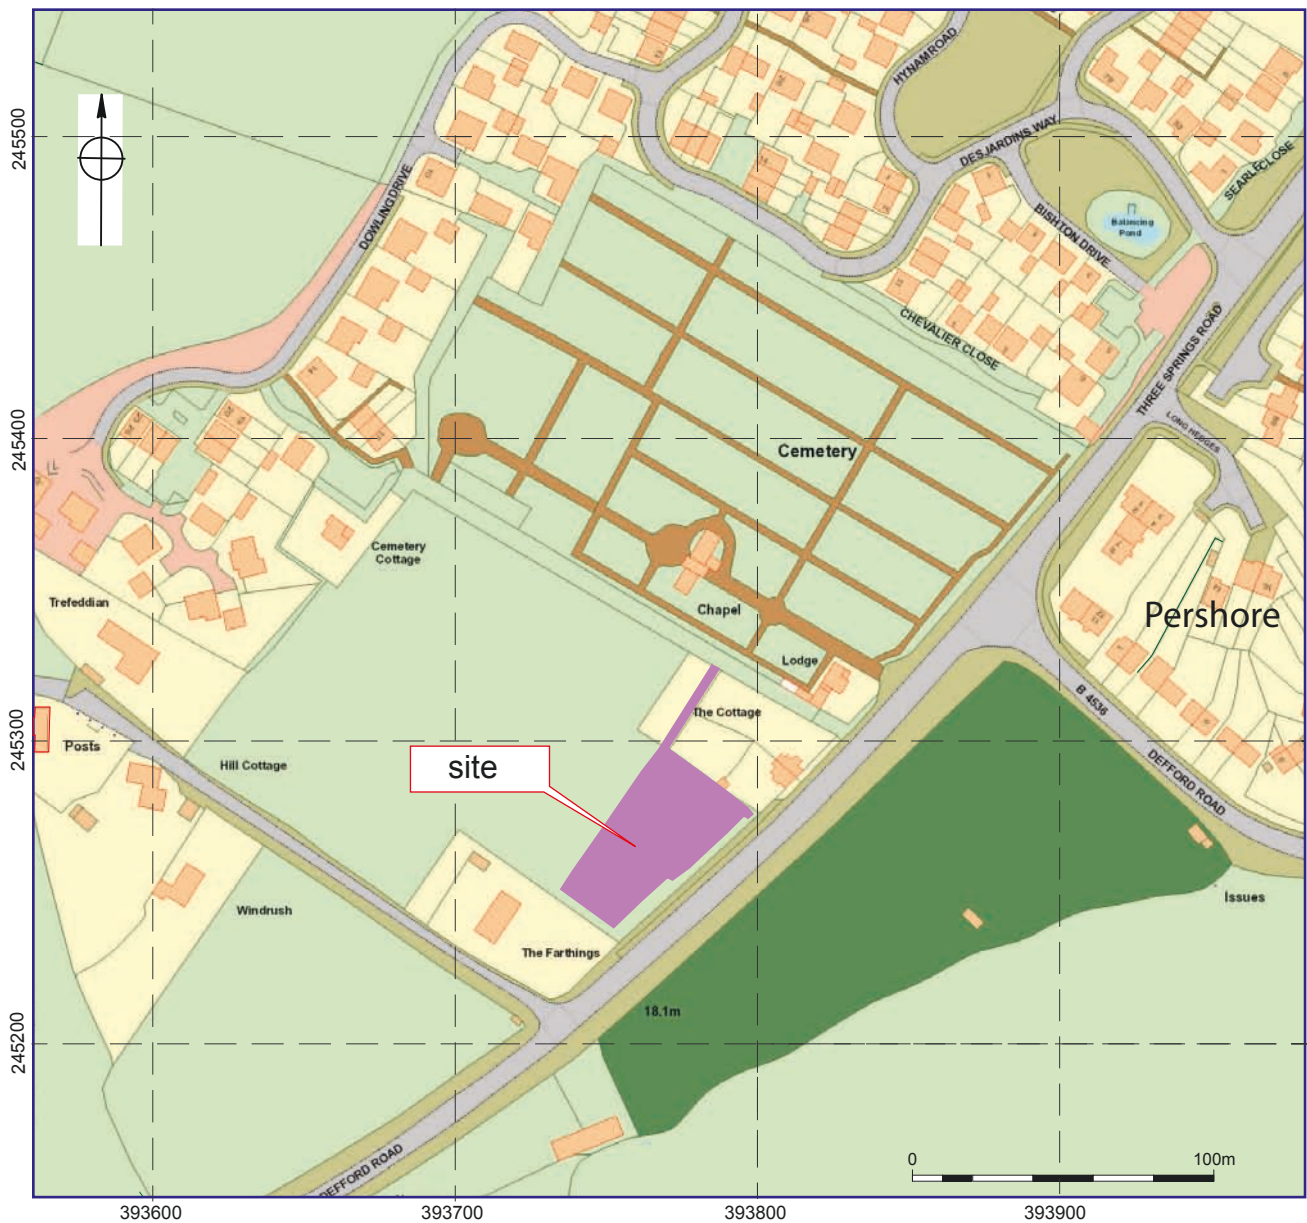 HYNAM ROAD
245500
DESJARDINS WAY
SEARLE CLOSE
DOWLING DRIVE
BISHTON DRIVE
Balancing
Pond
CHEVALIER CLOSE
THREE SPRINGS ROAD
LONG HEDGES
245400
Cemetery
Cemetery
Cottage
Trefeddian
Chapel
Pershore
Lodge
B 4536
The Cottage
245300
Posts
Hill Cottage
site
DEFFORD ROAD
Issues
Windrush
The Farthings
18.1m
245200
DEFFORD ROAD
0
100m
393600
393700
393800
393900